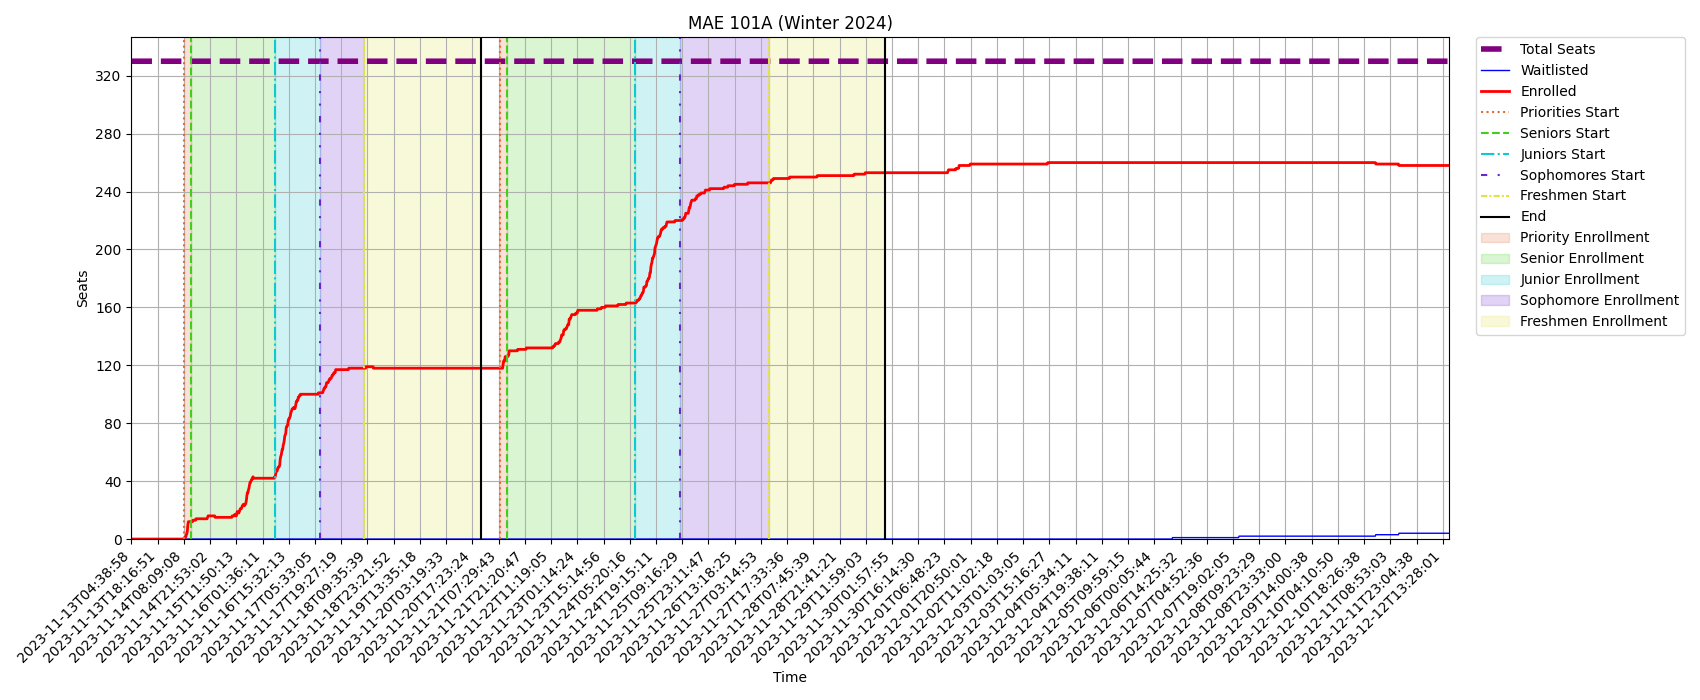 MAE 101A (Winter 2024)
Seats
320
280
240
200
160
120
80
40
0
2023-11-13T04:38:58
2023-11-13T18:16:51
2023-11-14T08:09:08
2023-11-14T21:53:02
2023-11-15T11:50:13
2023-11-16T01:36:11
2023-11-16T15:32:13
2023-11-17T05:33:05
2023-11-17T19:27:19
2023-11-18T09:35:39
2023-11-18T23:21:52
2023-11-19T13:35:18
2023-11-20T03:19:33
2023-11-20T17:23:24
2023-11-21T07:29:43
2023-11-21T21:20:47
2023-11-22T11:19:05
2023-11-23T01:14:24
2023-11-23T15:14:56
2023-11-24T05:20:16
2023-11-24T19:15:11
2023-11-25T09:16:29
2023-11-25T23:11:47
2023-11-26T13:18:25
2023-11-27T03:14:53
2023-11-27T17:33:36
2023-11-28T07:45:39
2023-11-28T21:41:21
2023-11-29T11:59:03
2023-11-30T01:57:55
2023-11-30T16:14:30
2023-12-01T06:48:23
2023-12-01T20:50:01
2023-12-02T11:02:18
2023-12-03T01:03:05
2023-12-03T15:16:27
2023-12-04T05:34:11
2023-12-04T19:38:11
2023-12-05T09:59:15
2023-12-06T00:05:44
2023-12-06T14:25:32
2023-12-07T04:52:36
2023-12-07T19:02:05
2023-12-08T09:23:29
2023-12-08T23:33:00
2023-12-09T14:00:38
2023-12-10T04:10:50
2023-12-10T18:26:38
2023-12-11T08:53:03
2023-12-11T23:04:38
2023-12-12T13:28:01
Time
Total Seats
Waitlisted
Enrolled
Priorities Start
Seniors Start
Juniors Start
Sophomores Start
Freshmen Start
End
Priority Enrollment
Senior Enrollment
Junior Enrollment
Sophomore Enrollment
Freshmen Enrollment